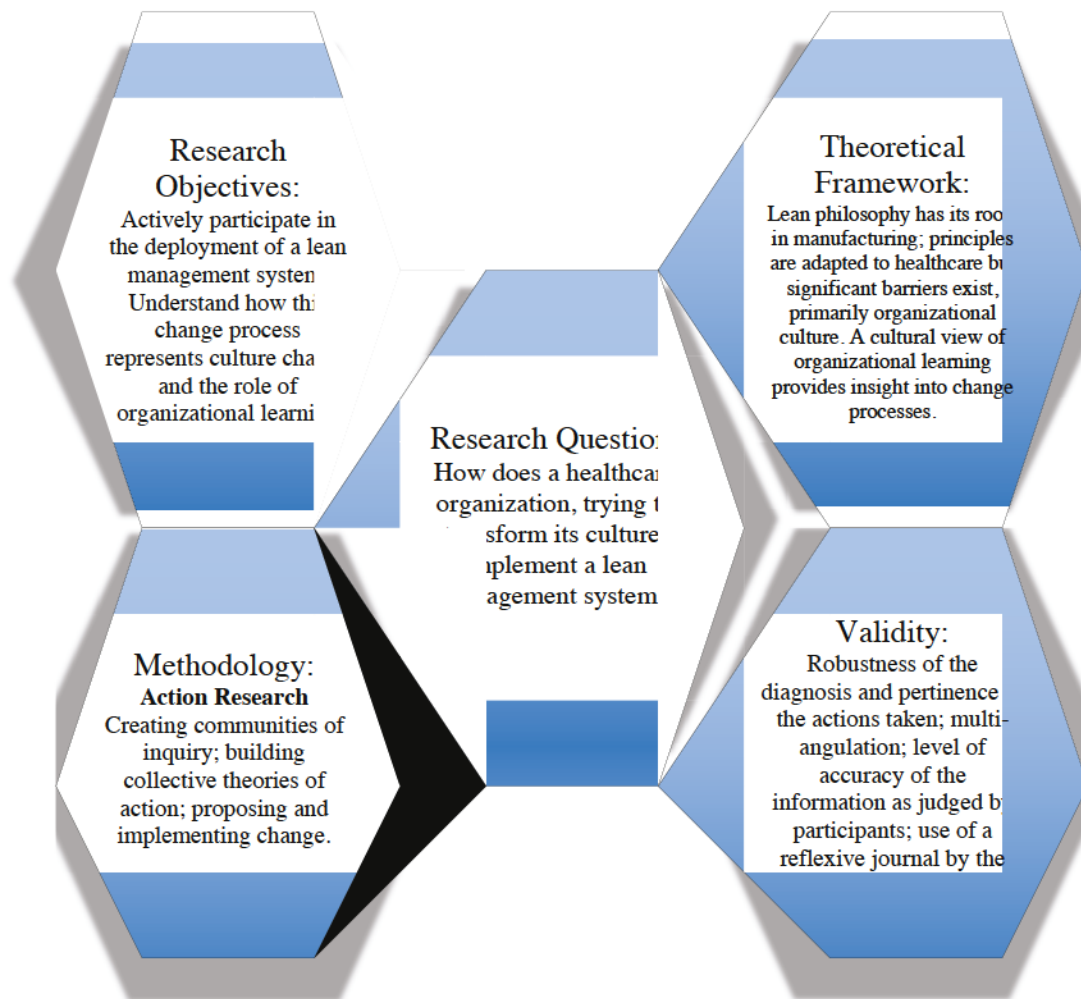 Research
Objectives:
Actively participate in
the deployment of a lean
management system
Understand how thi
change process
represents culture cha
and the role of
organizational learni
Theoretical
Framework:
Lean philosophy has its roo
in manufacturing; principles
are adapted to healthcare bu
significant barriers exist,
primarily organizational
culture. A cultural view of
organizational learning
provides insight into change
processes.
Research Question
How does a healthca
organization, trying t
sform its culture
plement a lean
agement system
Methodology:
Action Research
Creating communities of
inquiry; building
collective theories of
action; proposing and
implementing change.
Validity:
Robustness of the
diagnosis and pertinence
the actions taken; multi-
angulation; level of
accuracy of the
information as judged by
participants; use of a
reflexive journal by the